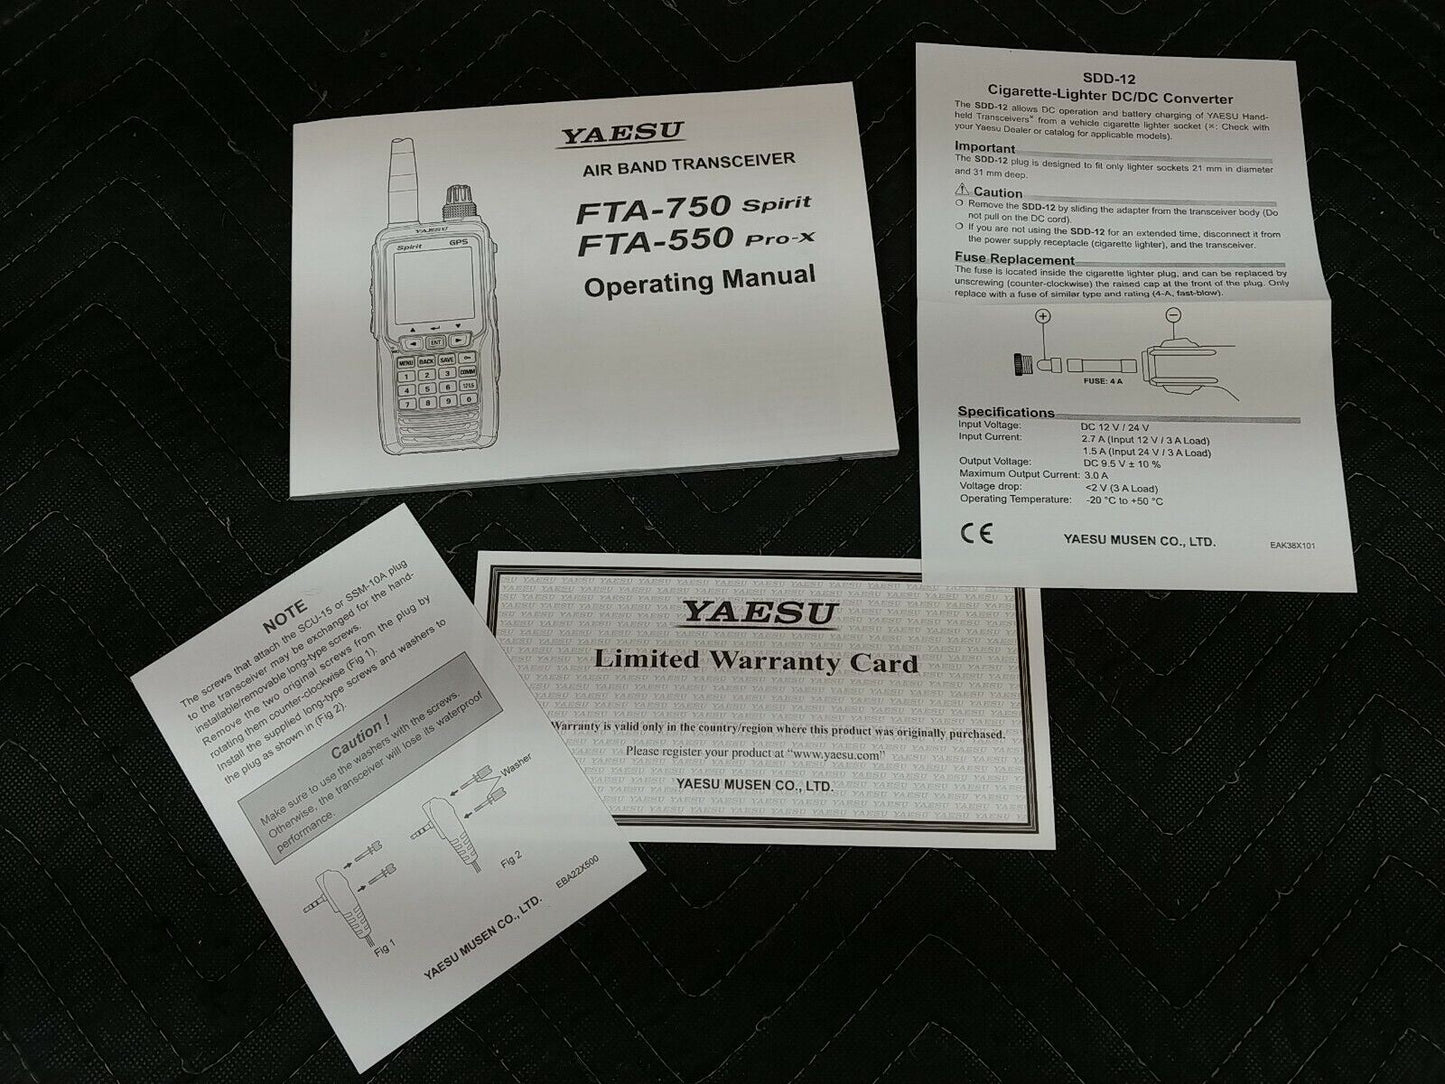 YAESU
AIR BAND TRANSCEIVER
FTA-750 Spirit
FTA-550 Pro-X
Operating Manual
YAESU
Spirit GPS
ENT
MENU BACK SAVE
1 2 3 COMM
4 5 6 121.5
7 8 9 0
SDD-12
Cigarette-Lighter DC/DC Converter
The SDD-12 allows DC operation and battery charging of YAESU Hand-
held Transceivers* from a vehicle cigarette lighter socket (※: Check with
your Yaesu Dealer or catalog for applicable models).
Important
The SDD-12 plug is designed to fit only lighter sockets 21 mm in diameter
and 31 mm deep.
Caution
Remove the SDD-12 by sliding the adapter from the transceiver body (Do
not pull on the DC cord).
If you are not using the SDD-12 for an extended time, disconnect it from
the power supply receptacle (cigarette lighter), and the transceiver.
Fuse Replacement
The fuse is located inside the cigarette lighter plug, and can be replaced by
unscrewing (counter-clockwise) the raised cap at the front of the plug. Only
replace with a fuse of similar type and rating (4-A, fast-blow).
+ −
FUSE: 4 A
Specifications
Input Voltage: DC 12 V / 24 V
Input Current: 2.7 A (Input 12 V / 3 A Load)
1.5 A (Input 24 V / 3 A Load)
Output Voltage: DC 9.5 V ± 10 %
Maximum Output Current: 3.0 A
Voltage drop: <2 V (3 A Load)
Operating Temperature: -20 °C to +50 °C
CE YAESU MUSEN CO., LTD. EAK38X101
NOTE
The screws that attach the SCU-15 or SSM-10A plug
to the transceiver may be exchanged for the hand-
installable/removable long-type screws.
Remove the two original screws from the plug by
rotating them counter-clockwise (Fig 1).
Install the supplied long-type screws and washers to
the plug as shown in (Fig 2).
Caution !
Make sure to use the washers with the screws.
Otherwise, the transceiver will lose its waterproof
performance.
Washer
Fig 1
Fig 2
YAESU MUSEN CO., LTD. EBA22X500
YAESU
Limited Warranty Card
Warranty is valid only in the country/region where this product was originally purchased.
Please register your product at “www.yaesu.com”
YAESU MUSEN CO., LTD.